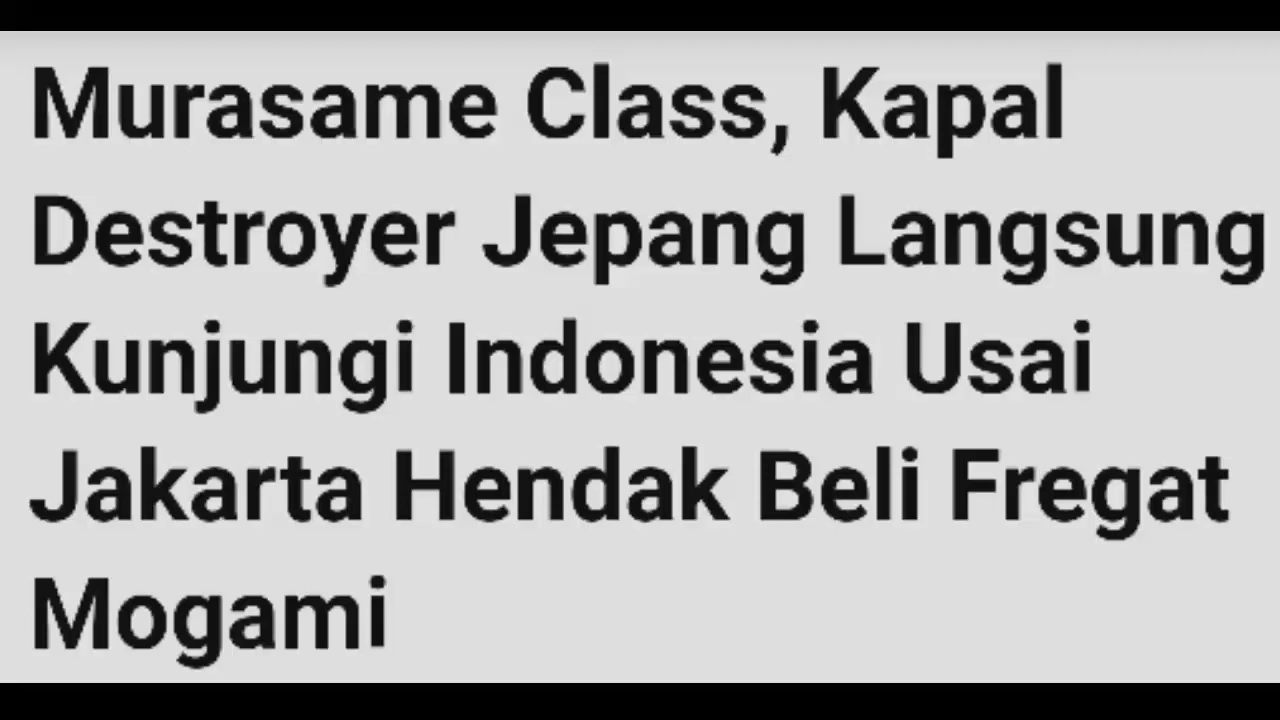 Murasame Class, Kapal
Destroyer Jepang Langsung
Kunjungi Indonesia Usai
Jakarta Hendak Beli Fregat
Mogami